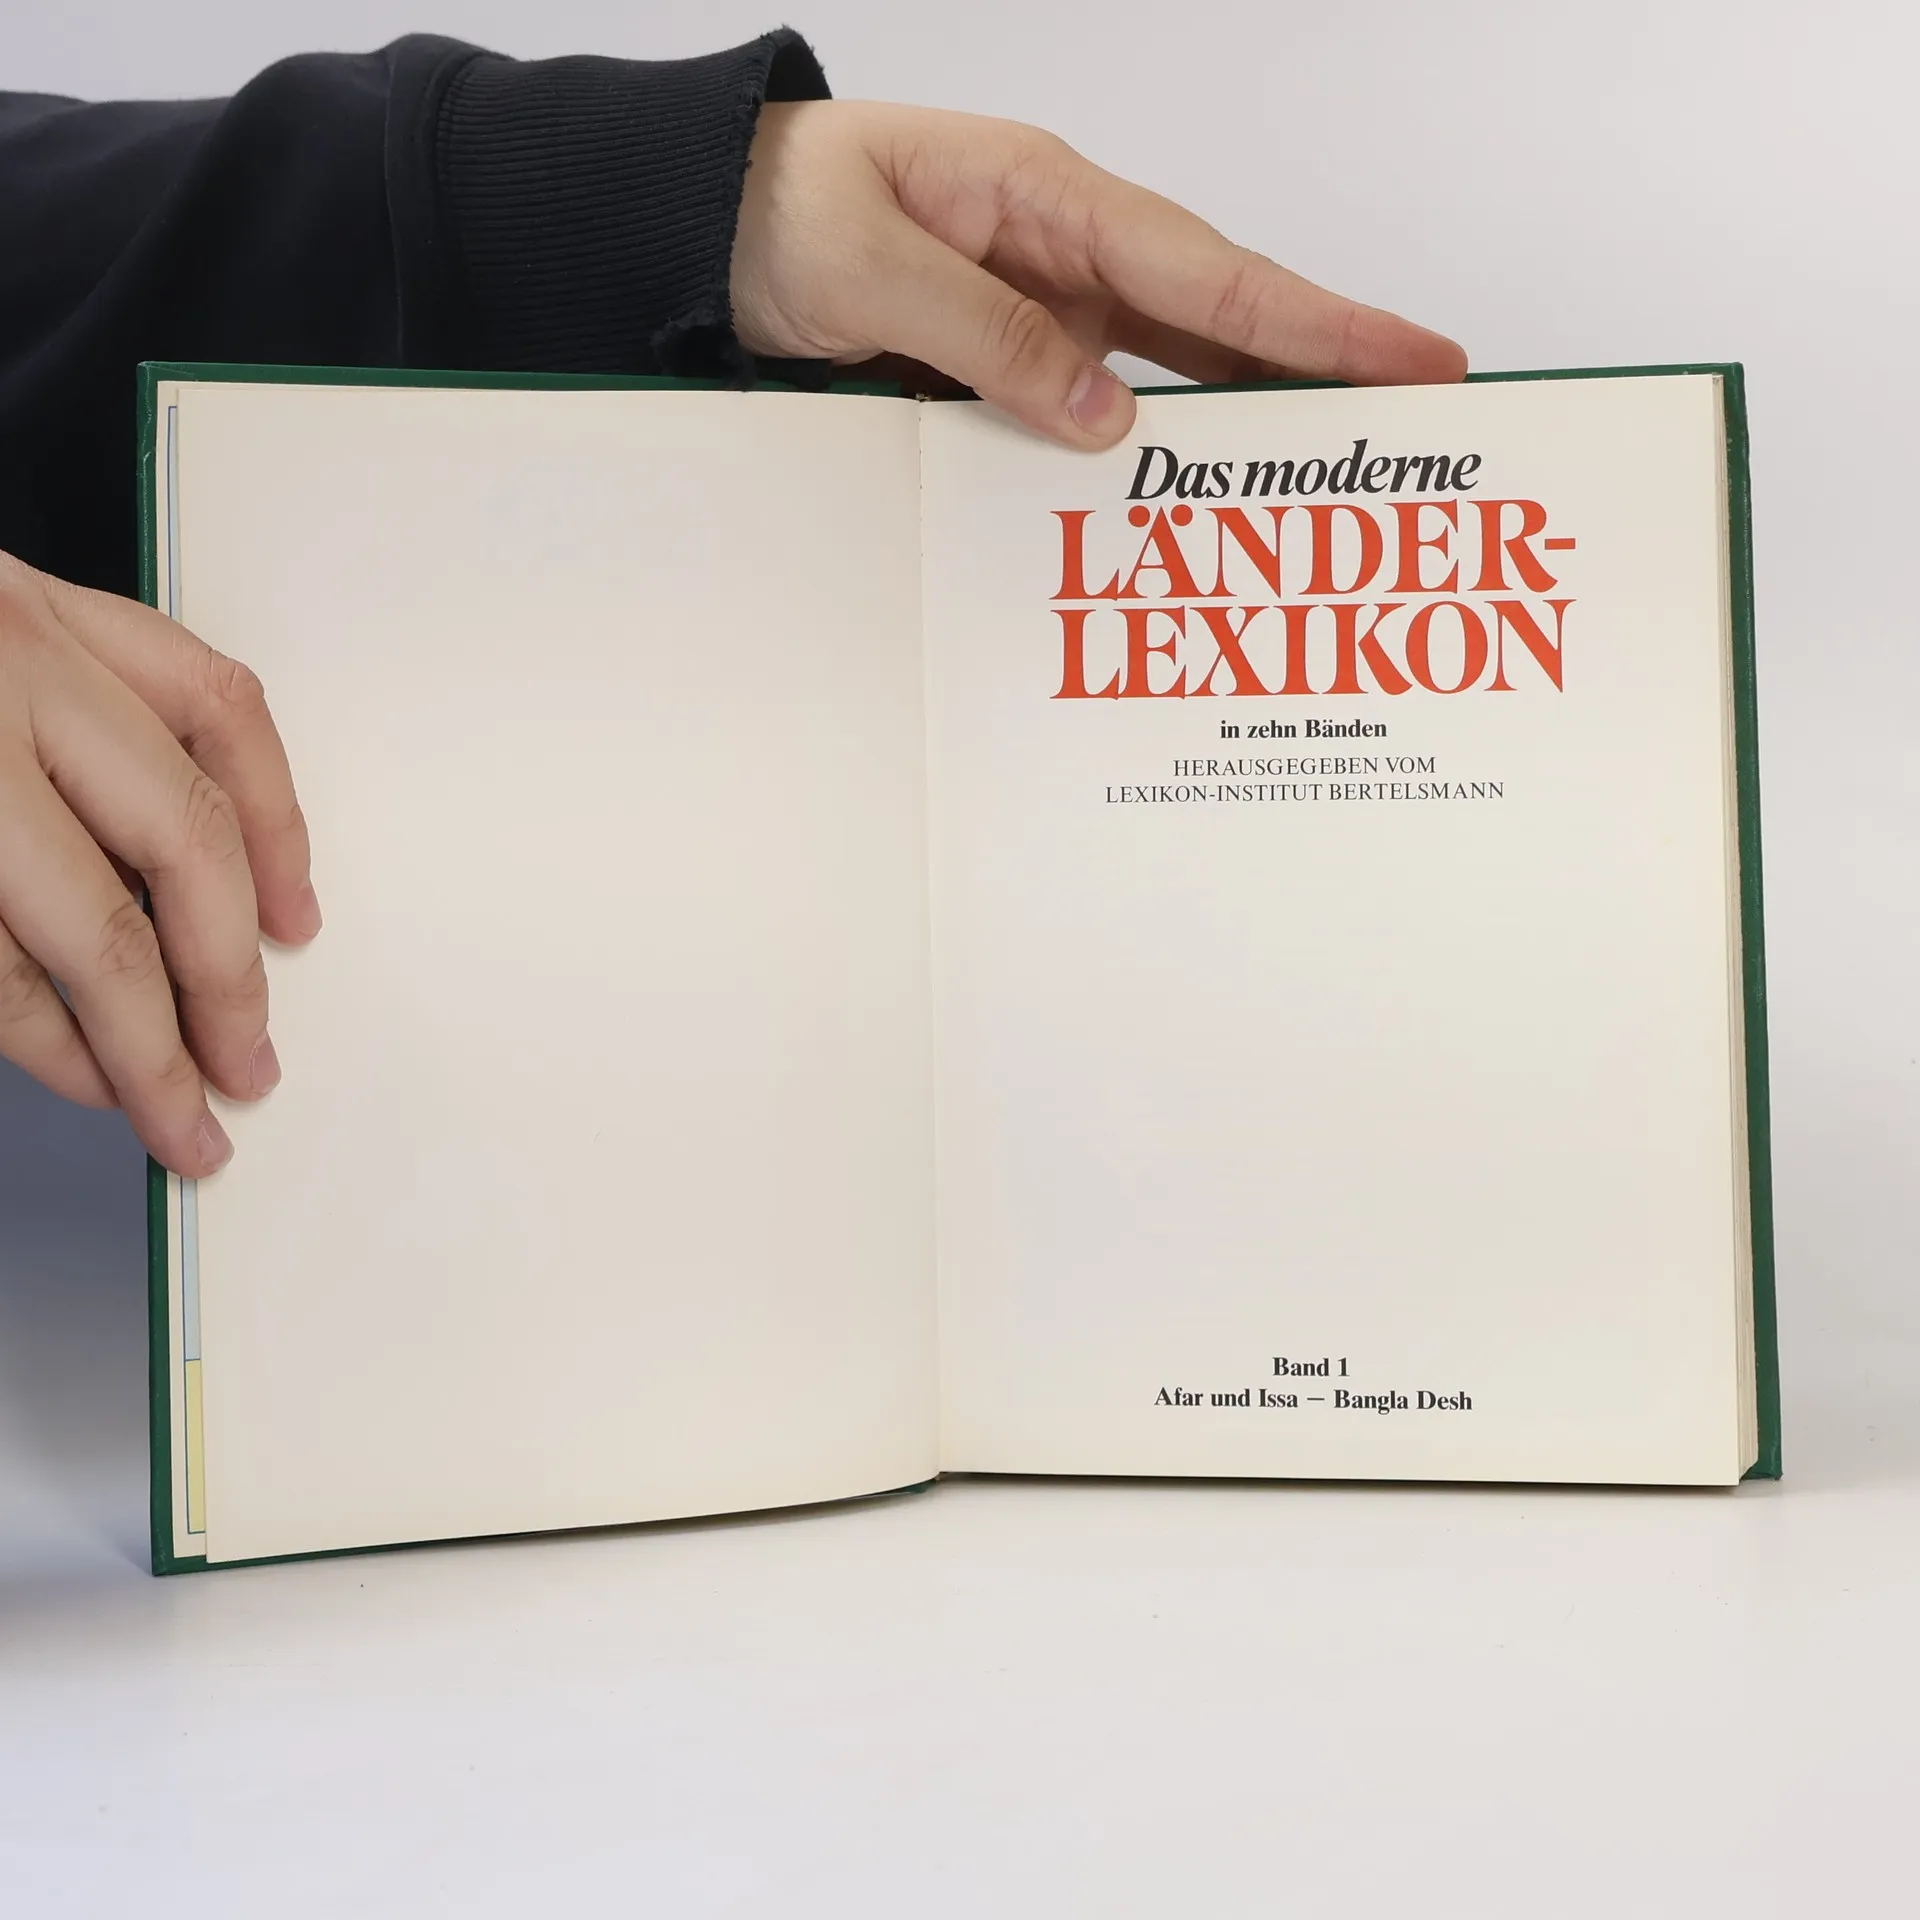 Das moderne
LÄNDER-
LEXIKON
in zehn Bänden
HERAUSGEGEBEN VOM
LEXIKON-INSTITUT BERTELSMANN
Band 1
Afar und Issa – Bangla Desh